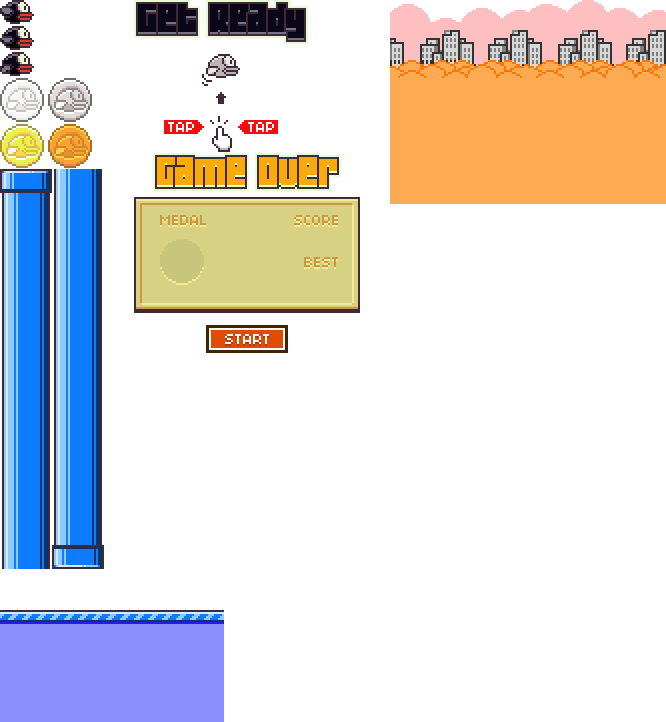 Get Ready
TAP TAP
Game Over
MEDAL SCORE
BEST
START